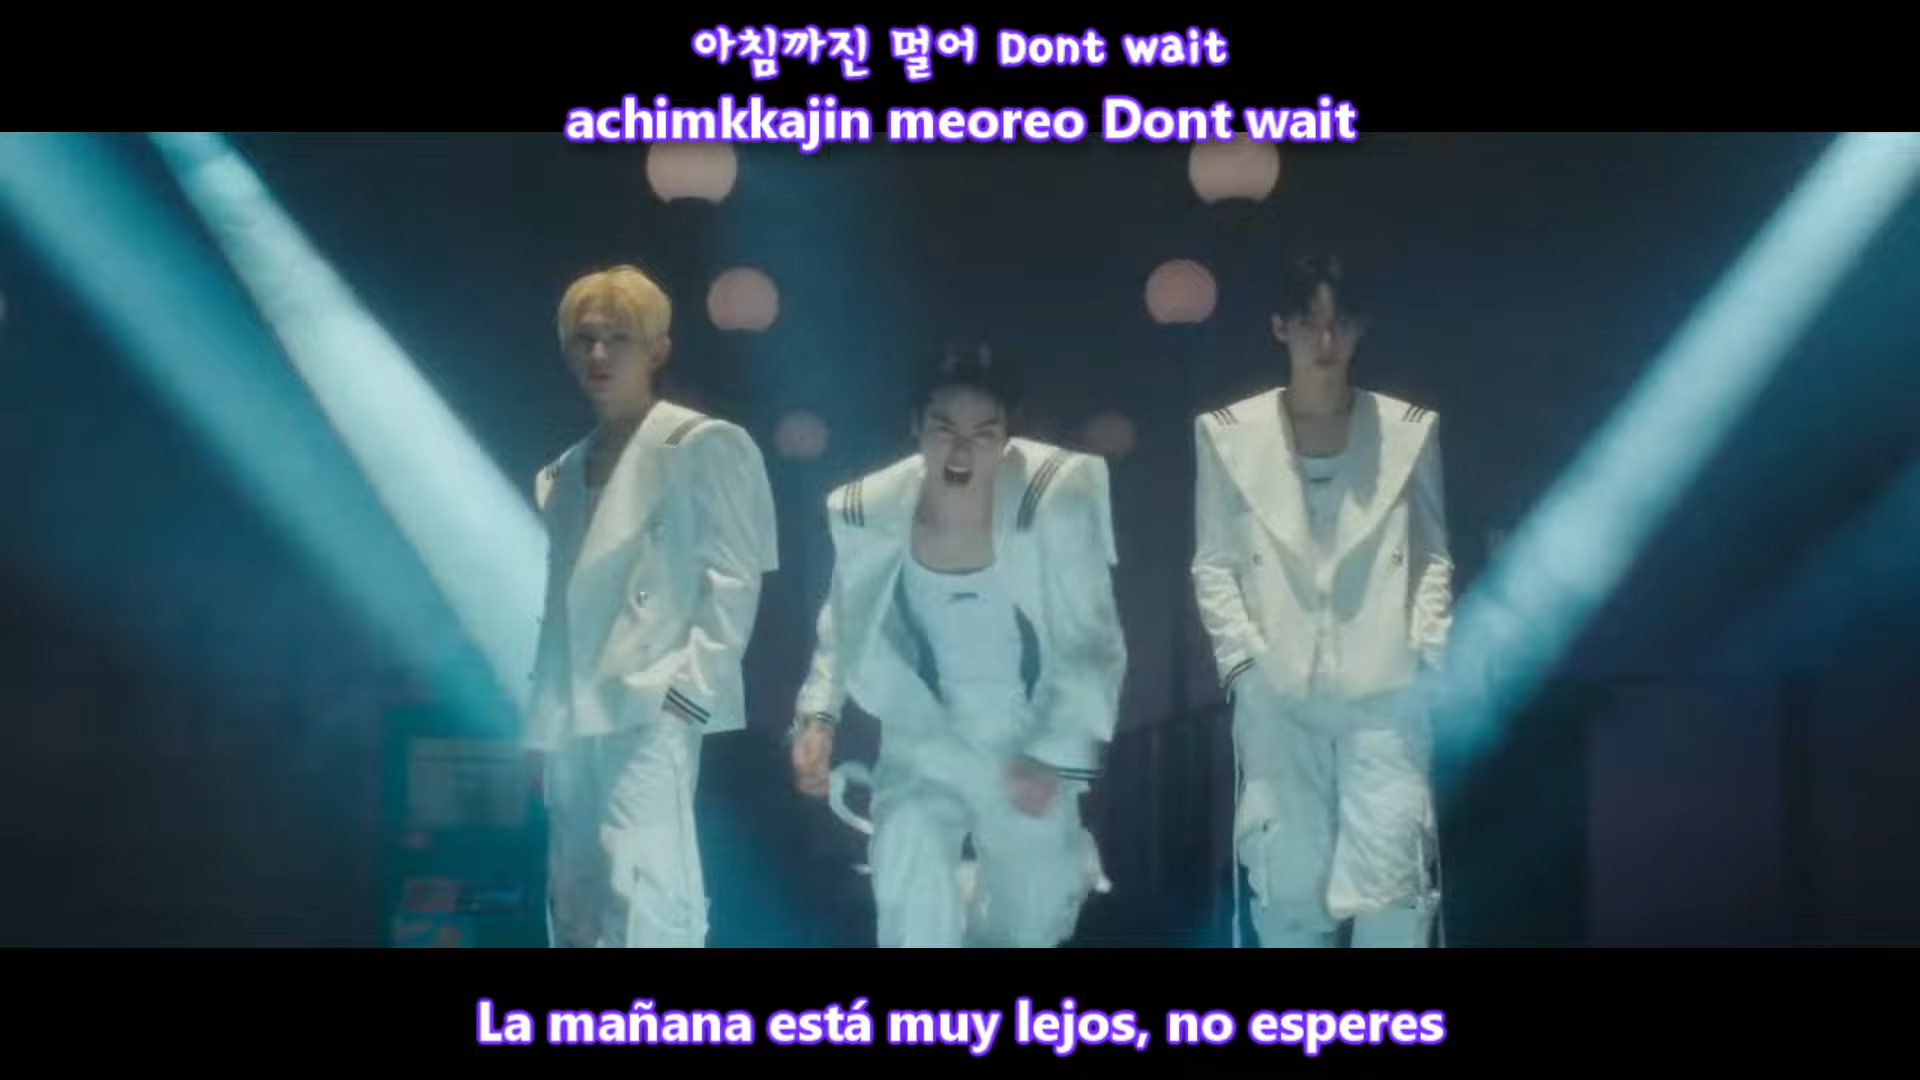 아침까진 멀어 Dont wait
achimkkajin meoreo Dont wait
La mañana está muy lejos, no esperes